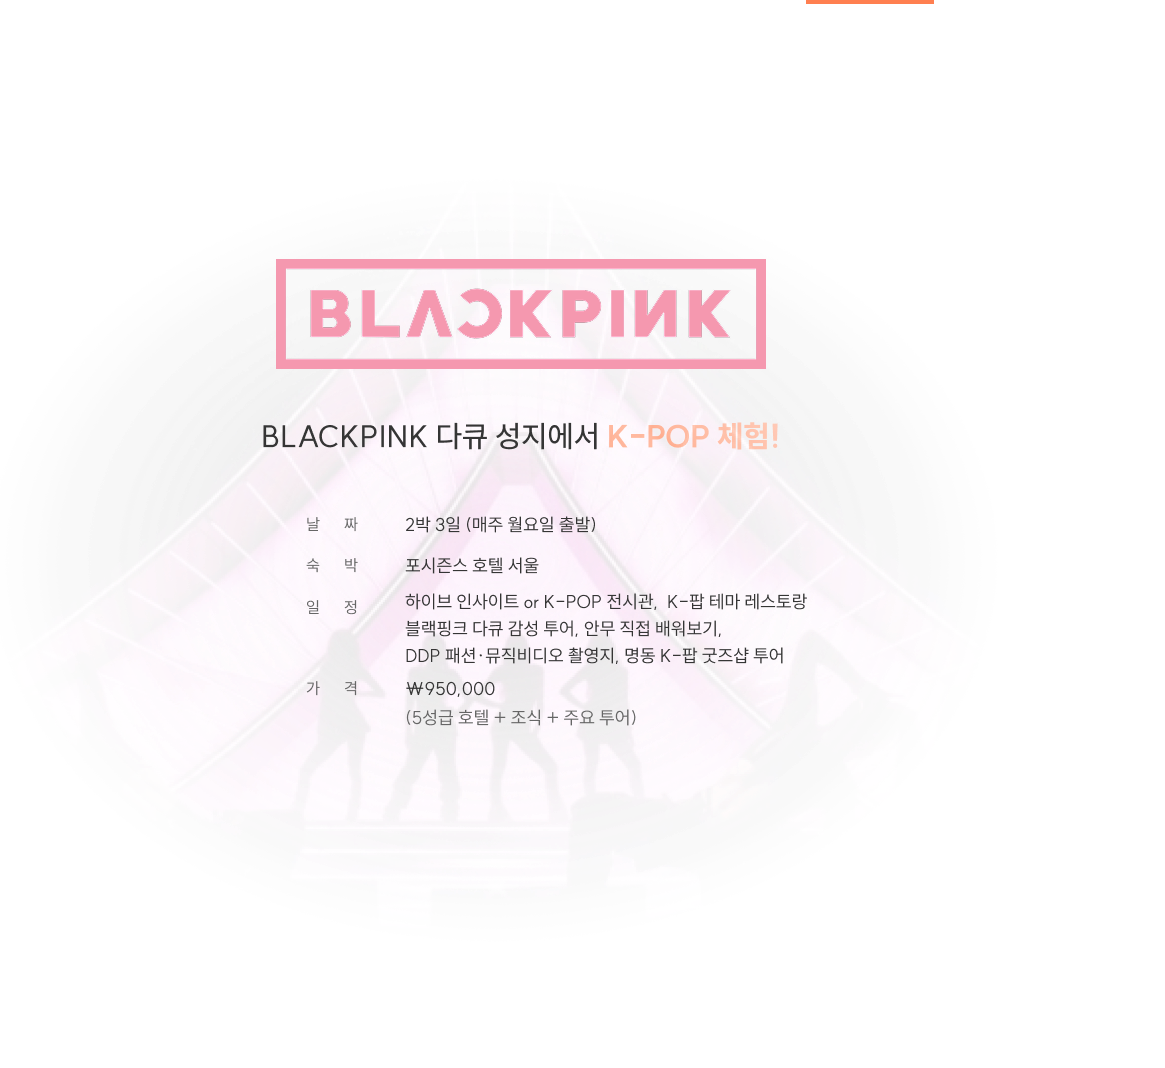 BLACKPINK
BLACKPINK 다큐 성지에서 K-POP 체험!
날 짜 2박 3일 (매주 월요일 출발)
숙 박 포시즌스 호텔 서울
일 정 하이브 인사이트 or K-POP 전시관, K-팝 테마 레스토랑
블랙핑크 다큐 감성 투어, 안무 직접 배워보기,
DDP 패션·뮤직비디오 촬영지, 명동 K-팝 굿즈샵 투어
가 격 ₩950,000
(5성급 호텔 + 조식 + 주요 투어)